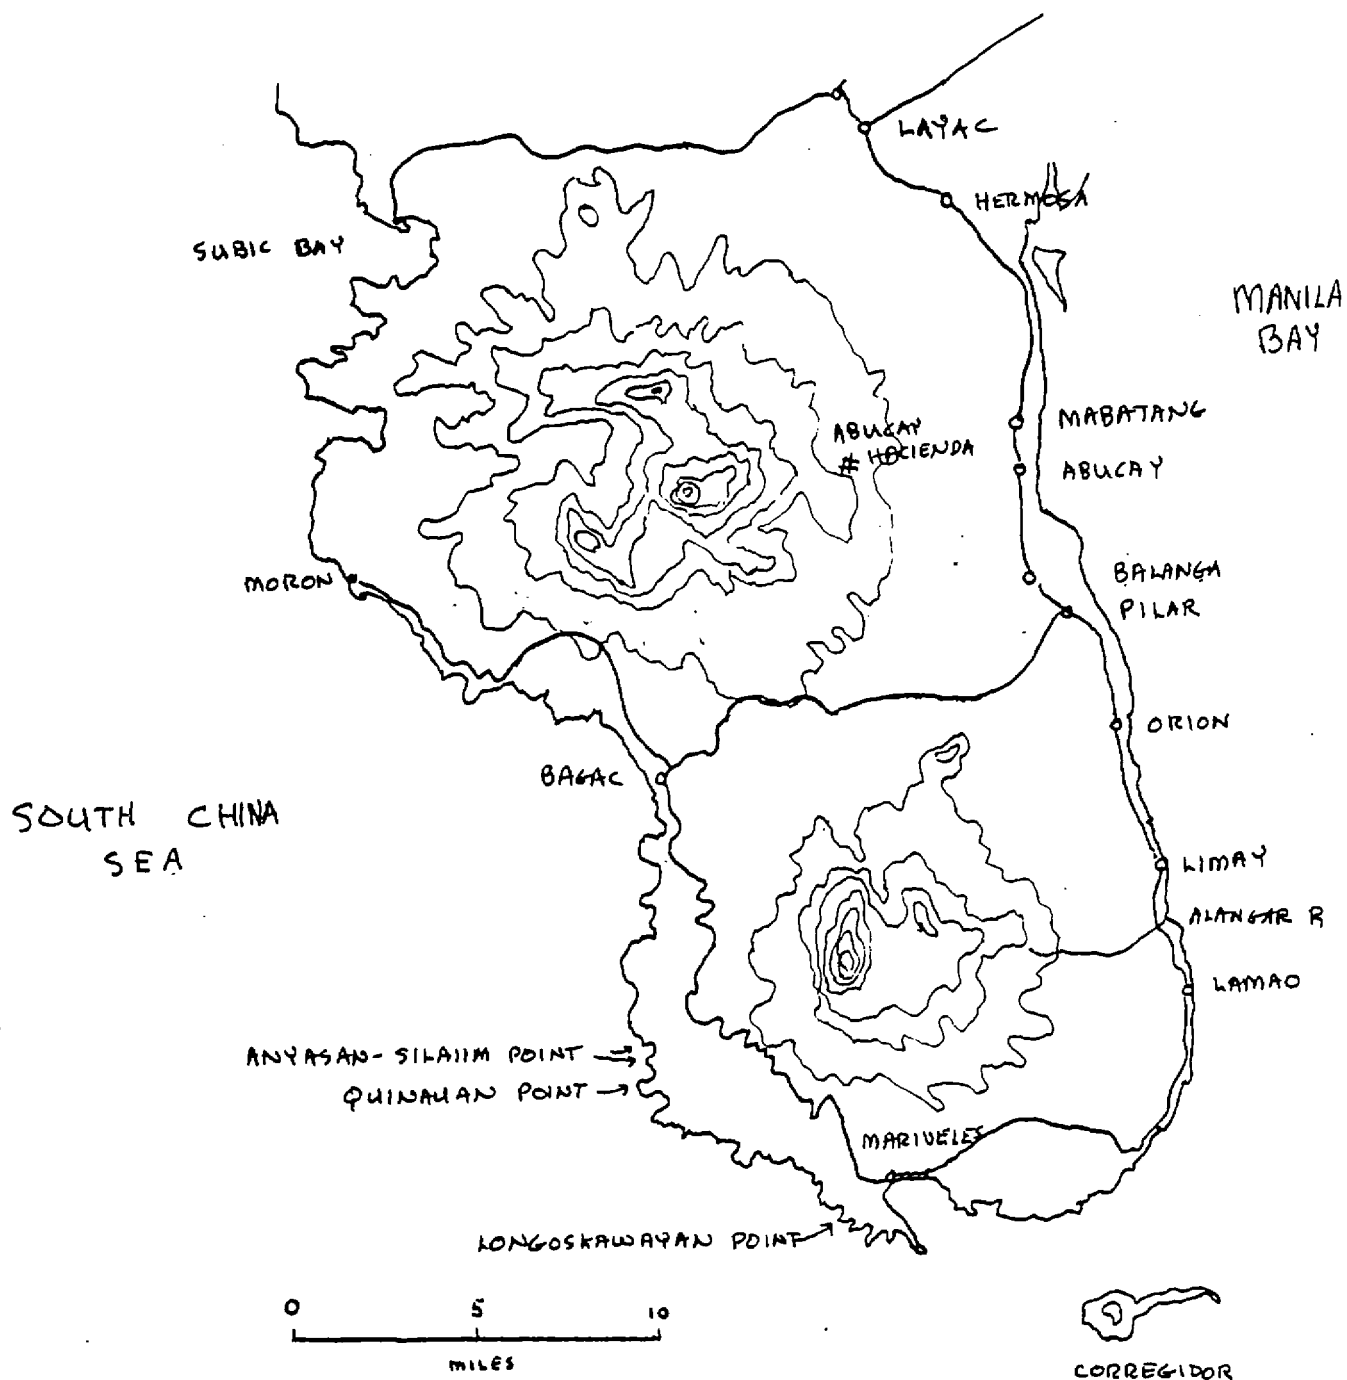 LAYAC
HERMOSA
SUBIC BAY
MANILA
BAY
MABATANG
ABUCAY
# HACIENDA
ABUCAY
MORON
BALANGA
PILAR
ORION
BAGAC
SOUTH CHINA
SEA
LIMAY
ALANGAR R
LAMAO
ANYASAN-SILAIIM POINT
QUINAUAN POINT
MARIVELES
LONGOSKAWAYAN POINT
0 5 10
MILES
CORREGIDOR